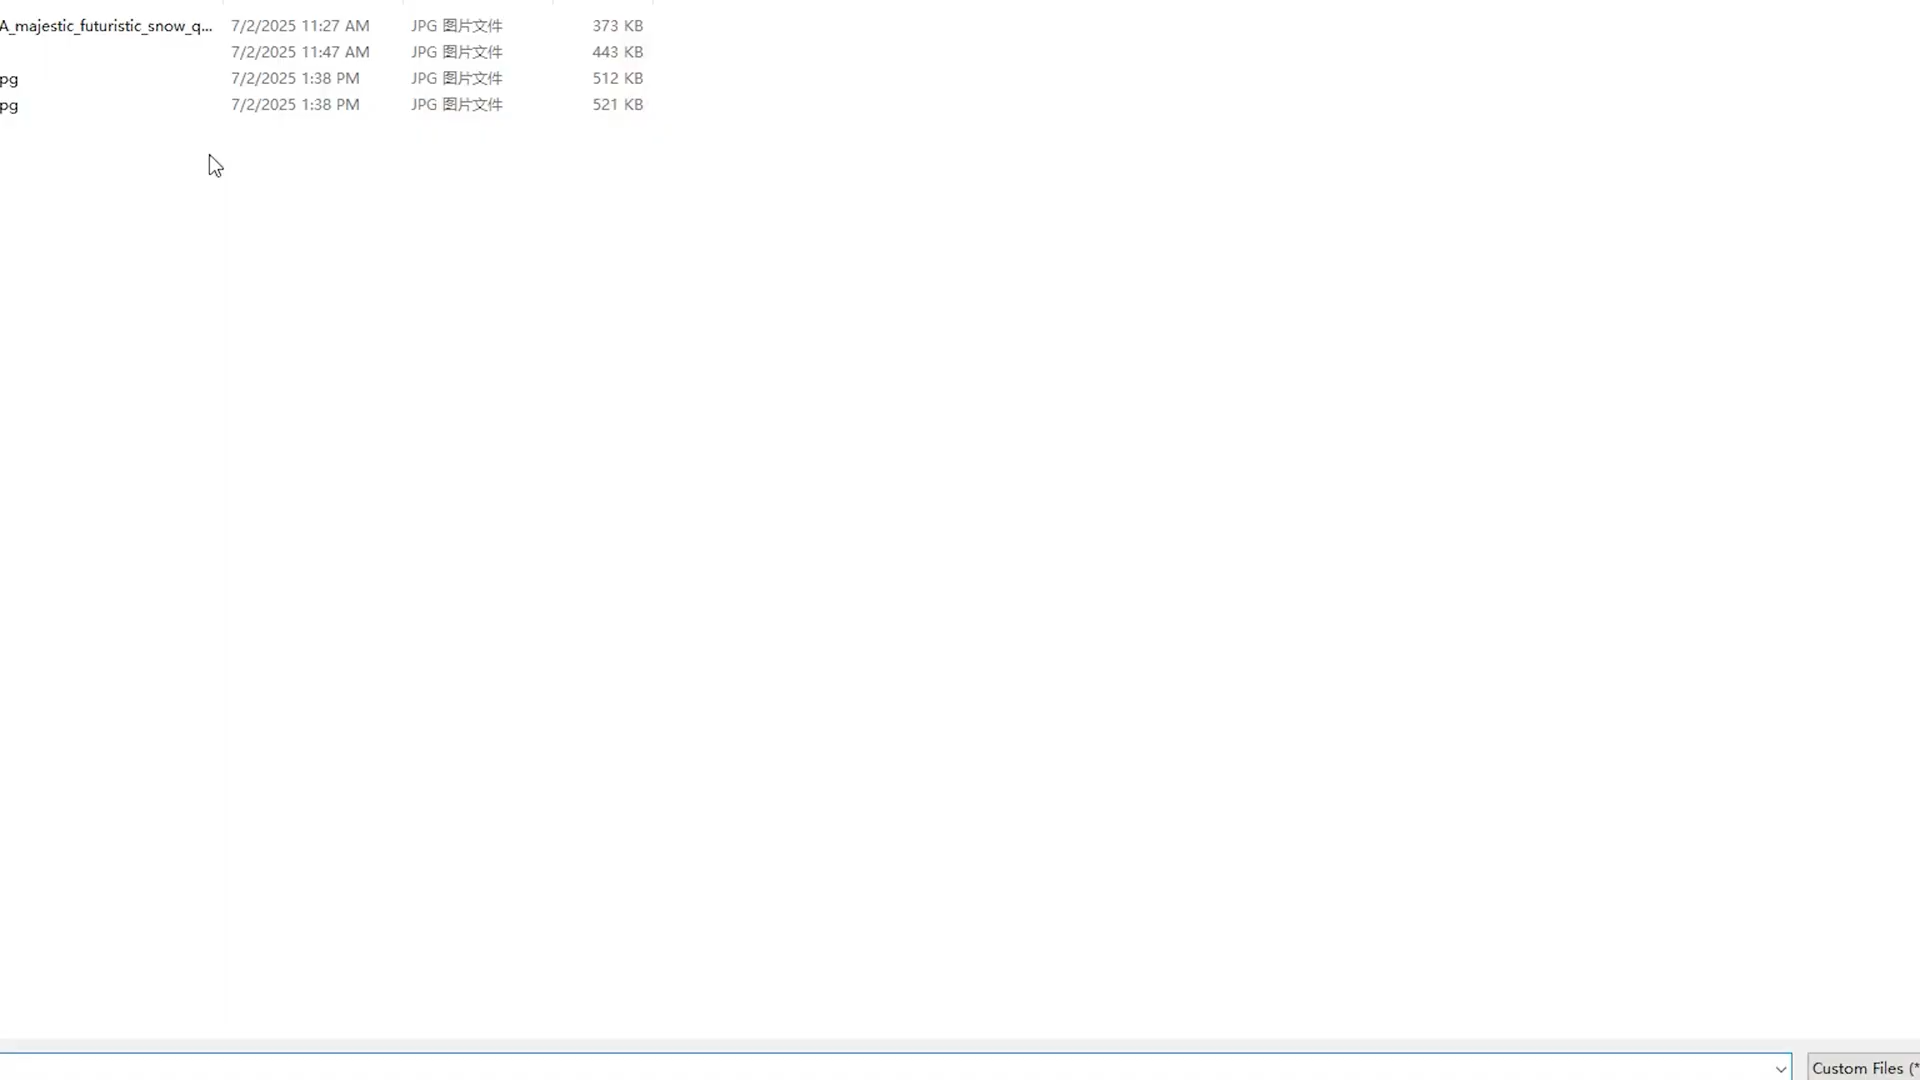 A_majestic_futuristic_snow_q... 7/2/2025 11:27 AM JPG 图片文件 373 KB
7/2/2025 11:47 AM JPG 图片文件 443 KB
pg 7/2/2025 1:38 PM JPG 图片文件 512 KB
pg 7/2/2025 1:38 PM JPG 图片文件 521 KB
Custom Files (*